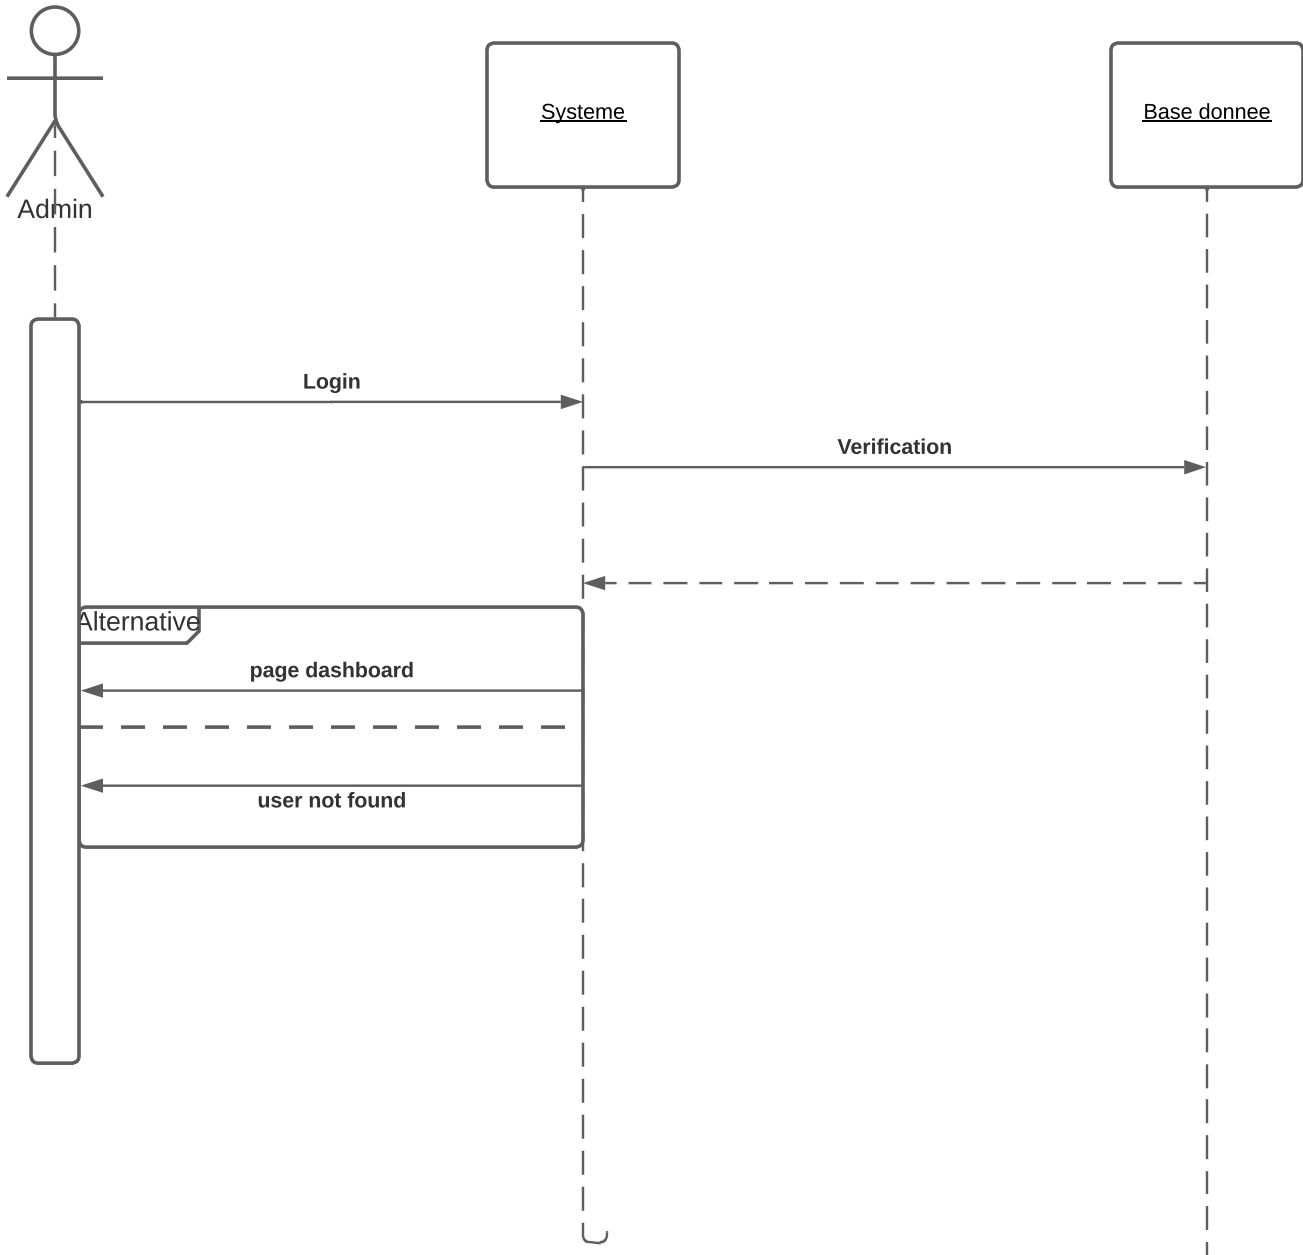 Admin
Systeme
Base donnee
Login
Verification
Alternative
page dashboard
user not found